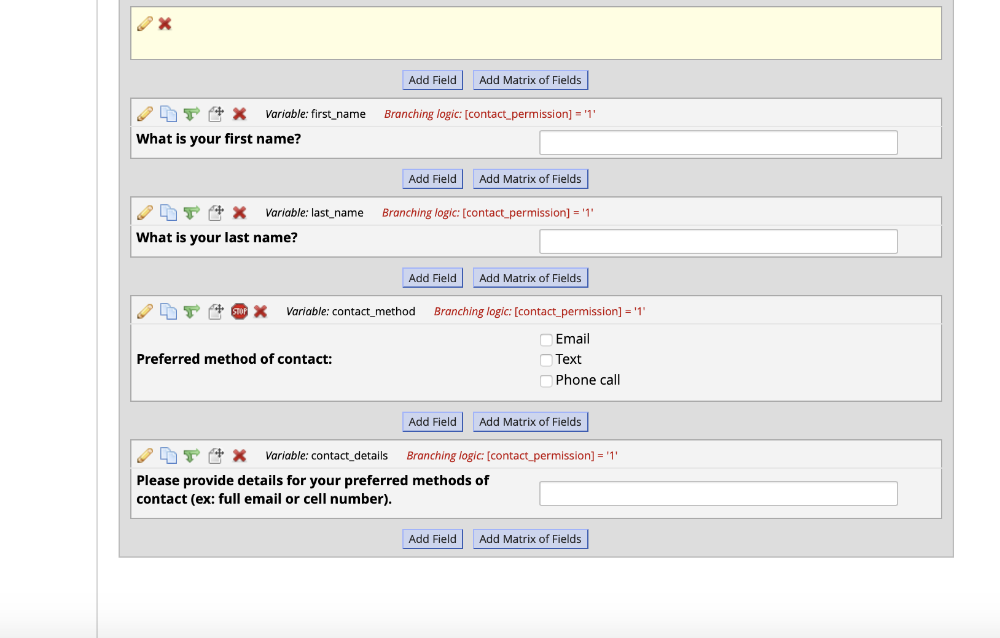 Add Field Add Matrix of Fields
Variable: first_name Branching logic: [contact_permission] = '1'
What is your first name?
Add Field Add Matrix of Fields
Variable: last_name Branching logic: [contact_permission] = '1'
What is your last name?
Add Field Add Matrix of Fields
STOP Variable: contact_method Branching logic: [contact_permission] = '1'
Email
Preferred method of contact: Text
Phone call
Add Field Add Matrix of Fields
Variable: contact_details Branching logic: [contact_permission] = '1'
Please provide details for your preferred methods of
contact (ex: full email or cell number).
Add Field Add Matrix of Fields